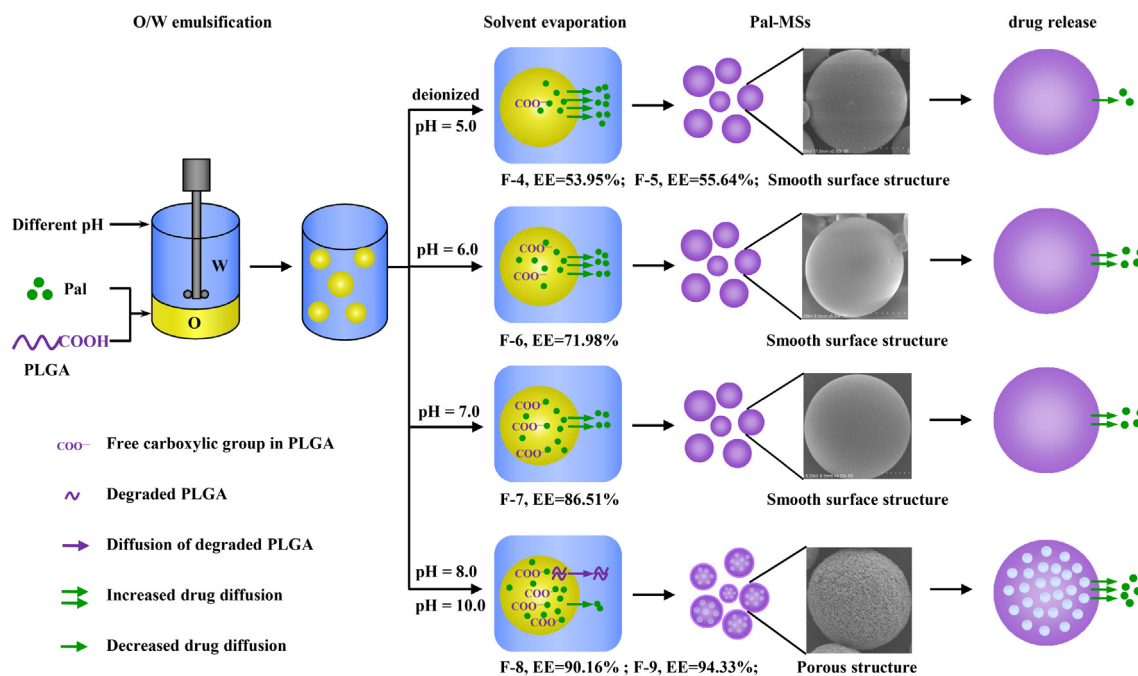 O/W emulsification
Solvent evaporation
Pal-MSs
drug release
Different pH
W
O
Pal
COOH
PLGA
deionized
pH = 5.0
COO⁻
F-4, EE=53.95%; F-5, EE=55.64%; Smooth surface structure
pH = 6.0
COO⁻
COO⁻
F-6, EE=71.98%
Smooth surface structure
pH = 7.0
COO⁻
COO⁻
COO⁻
F-7, EE=86.51%
Smooth surface structure
pH = 8.0
pH = 10.0
COO⁻
COO⁻
COO⁻
COO⁻
F-8, EE=90.16% ; F-9, EE=94.33%;
Porous structure
COO⁻ Free carboxylic group in PLGA
Degraded PLGA
Diffusion of degraded PLGA
Increased drug diffusion
Decreased drug diffusion